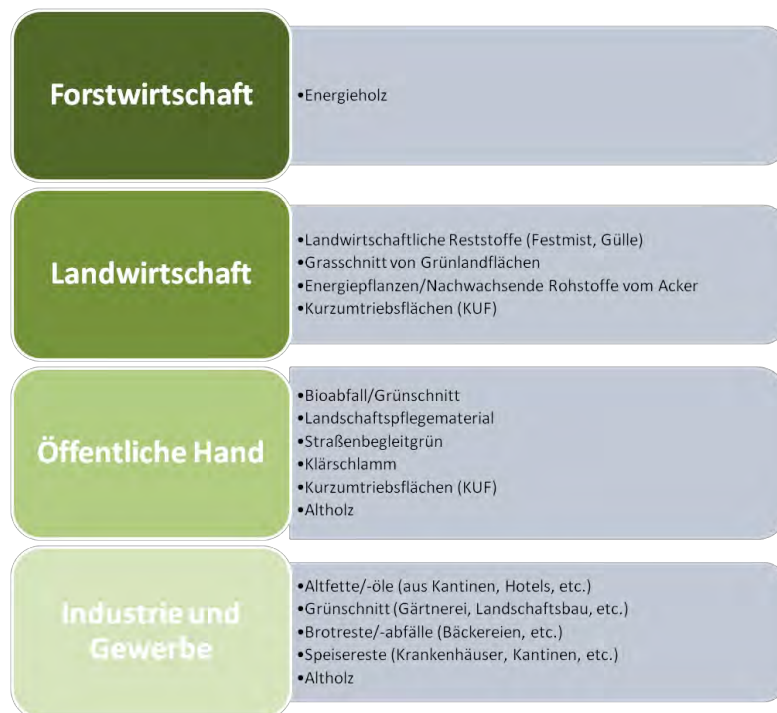 Forstwirtschaft
•Energieholz
Landwirtschaft
•Landwirtschaftliche Reststoffe (Festmist, Gülle)
•Grasschnitt von Grünlandflächen
•Energiepflanzen/Nachwachsende Rohstoffe vom Acker
•Kurzumtriebsflächen (KUF)
Öffentliche Hand
•Bioabfall/Grünschnitt
•Landschaftspflegematerial
•Straßenbegleitgrün
•Klärschlamm
•Kurzumtriebsflächen (KUF)
•Altholz
Industrie und
Gewerbe
•Altfette/-öle (aus Kantinen, Hotels, etc.)
•Grünschnitt (Gärtnerei, Landschaftsbau, etc.)
•Brotreste/-abfälle (Bäckereien, etc.)
•Speisereste (Krankenhäuser, Kantinen, etc.)
•Altholz